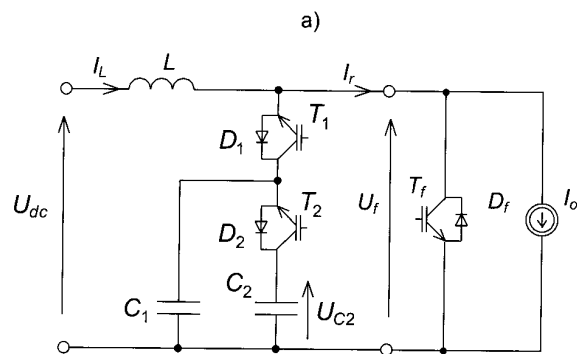 a)
I_L
L
I_r
T_1
D_1
T_2
D_2
U_dc
U_f
T_f
D_f
I_o
C_1
C_2
U_C2